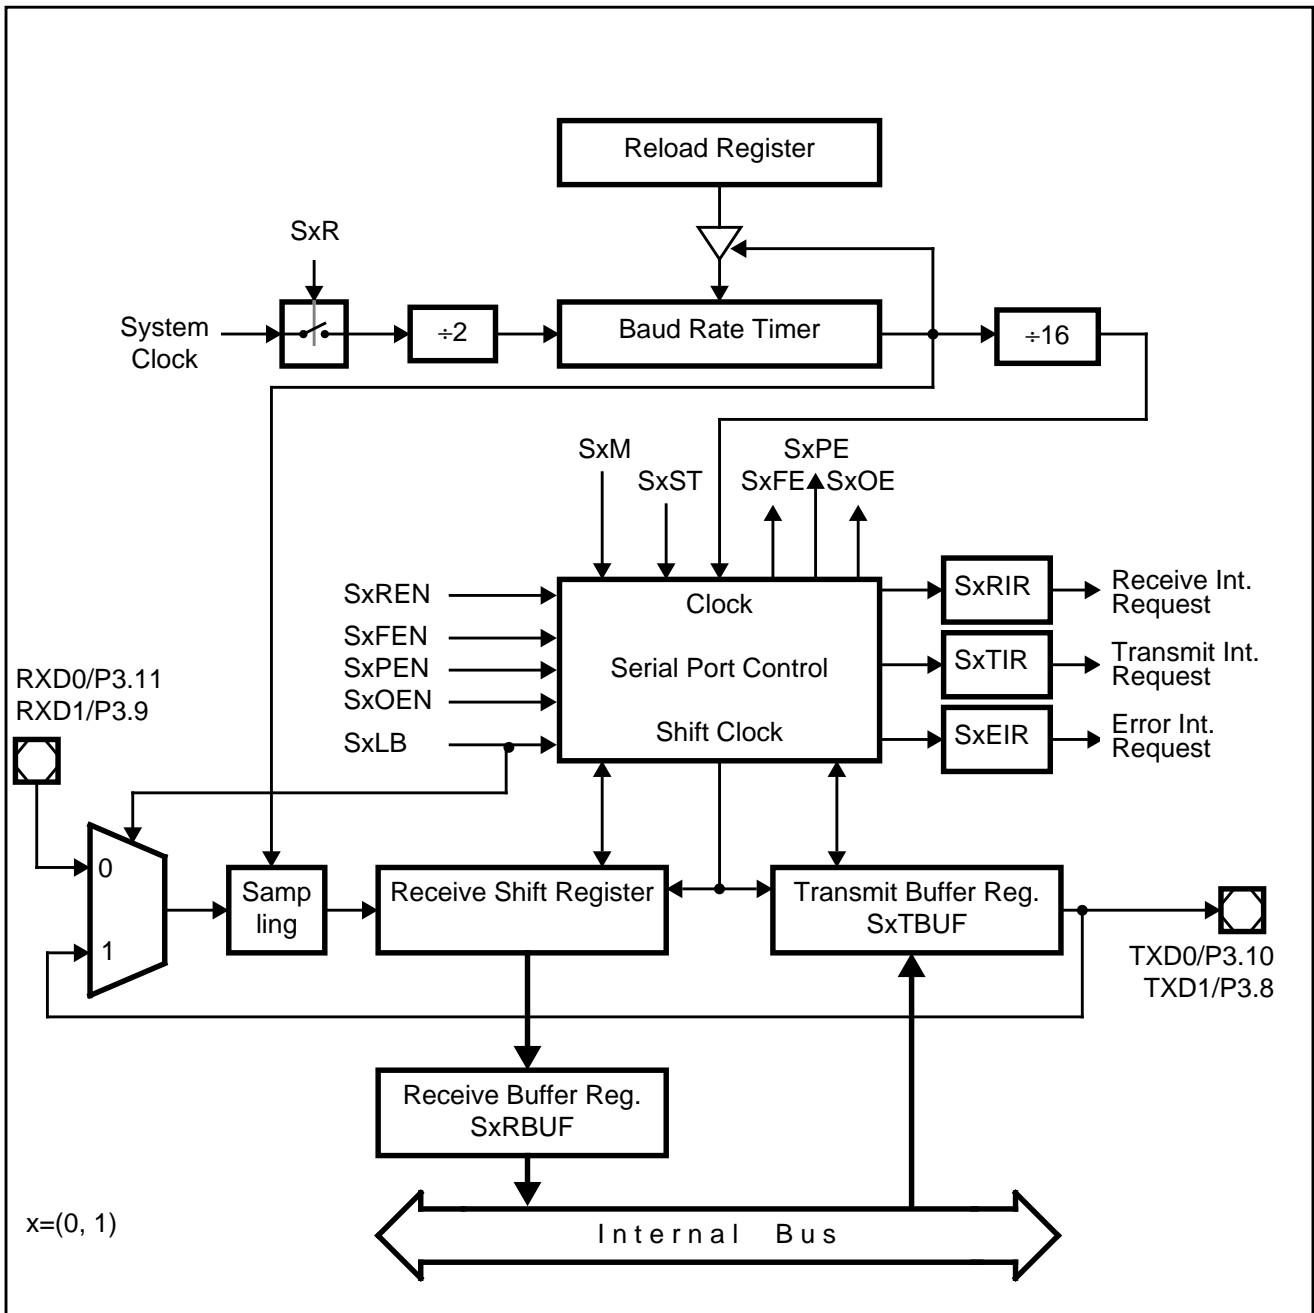 Reload Register
SxR
System
Clock
÷2
Baud Rate Timer
÷16
SxM
SxST
SxPE
SxFE
SxOE
SxREN
SxFEN
SxPEN
SxOEN
SxLB
Clock
Serial Port Control
Shift Clock
SxRIR
Receive Int.
Request
SxTIR
Transmit Int.
Request
SxEIR
Error Int.
Request
RXD0/P3.11
RXD1/P3.9
0
1
Samp
ling
Receive Shift Register
Transmit Buffer Reg.
SxTBUF
TXD0/P3.10
TXD1/P3.8
Receive Buffer Reg.
SxRBUF
x=(0, 1)
Internal Bus